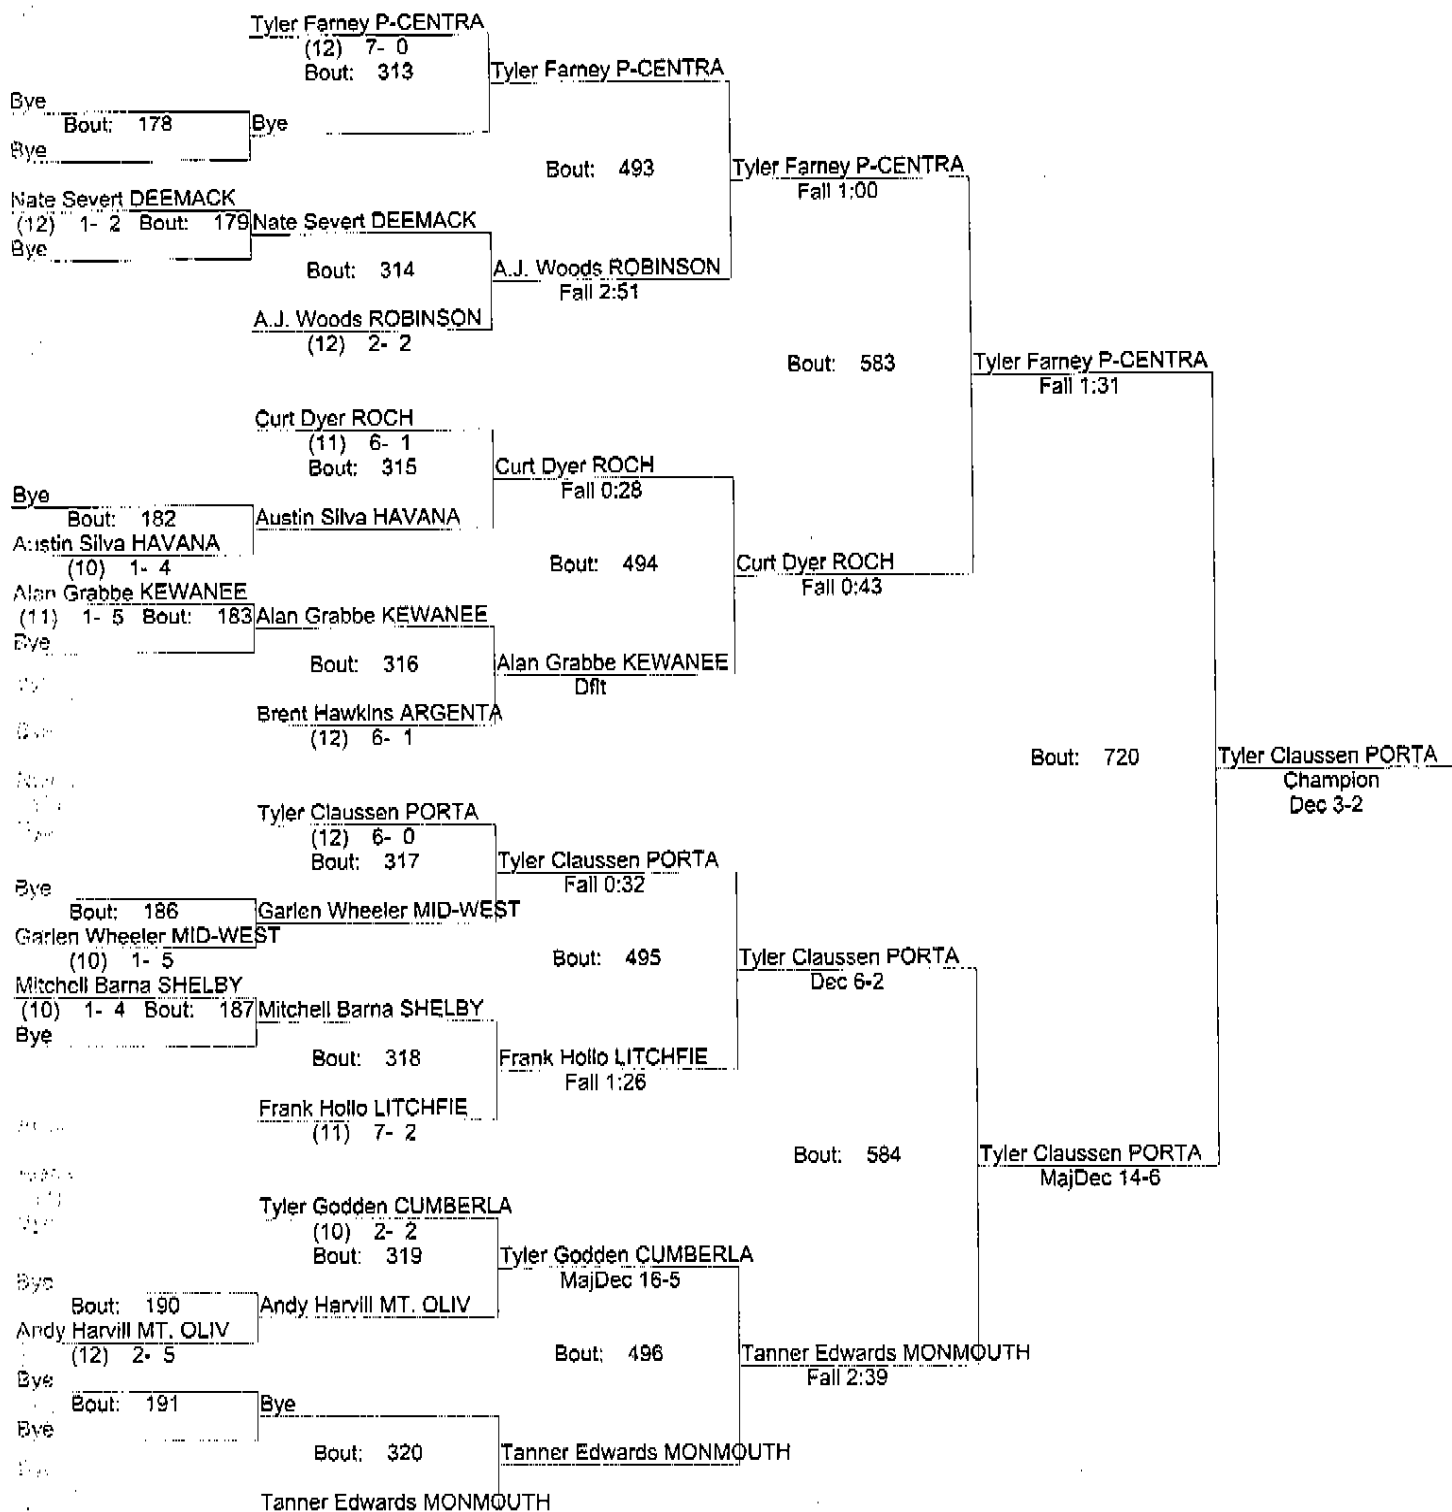 Tyler Farney P-CENTRA
(12) 7- 0
Bout: 313
Tyler Farney P-CENTRA
Bye
Bout: 178
Bye
Bye
Bout: 493
Tyler Farney P-CENTRA
Fall 1:00
Nate Severt DEEMACK
(12) 1- 2 Bout: 179
Nate Severt DEEMACK
Bye
Bout: 314
A.J. Woods ROBINSON
Fall 2:51
A.J. Woods ROBINSON
(12) 2- 2
Bout: 583
Tyler Farney P-CENTRA
Fall 1:31
Curt Dyer ROCH
(11) 6- 1
Bout: 315
Curt Dyer ROCH
Fall 0:28
Bye
Bout: 182
Austin Silva HAVANA
Austin Silva HAVANA
(10) 1- 4
Bout: 494
Curt Dyer ROCH
Fall 0:43
Alan Grabbe KEWANEE
(11) 1- 5 Bout: 183
Alan Grabbe KEWANEE
Bye
Bout: 316
Alan Grabbe KEWANEE
Dflt
Brent Hawkins ARGENTA
(12) 6- 1
Bout: 720
Tyler Claussen PORTA
Champion
Dec 3-2
Tyler Claussen PORTA
(12) 6- 0
Bout: 317
Tyler Claussen PORTA
Fall 0:32
Bye
Bout: 186
Garlen Wheeler MID-WEST
Garlen Wheeler MID-WEST
(10) 1- 5
Bout: 495
Tyler Claussen PORTA
Dec 6-2
Mitchell Barna SHELBY
(10) 1- 4 Bout: 187
Mitchell Barna SHELBY
Bye
Bout: 318
Frank Hollo LITCHFIE
Fall 1:26
Frank Hollo LITCHFIE
(11) 7- 2
Bout: 584
Tyler Claussen PORTA
MajDec 14-6
Tyler Godden CUMBERLA
(10) 2- 2
Bout: 319
Tyler Godden CUMBERLA
MajDec 16-5
Bye
Bout: 190
Andy Harvill MT. OLIV
Andy Harvill MT. OLIV
(12) 2- 5
Bout: 496
Tanner Edwards MONMOUTH
Fall 2:39
Bye
Bout: 191
Bye
Bye
Bout: 320
Tanner Edwards MONMOUTH
Tanner Edwards MONMOUTH